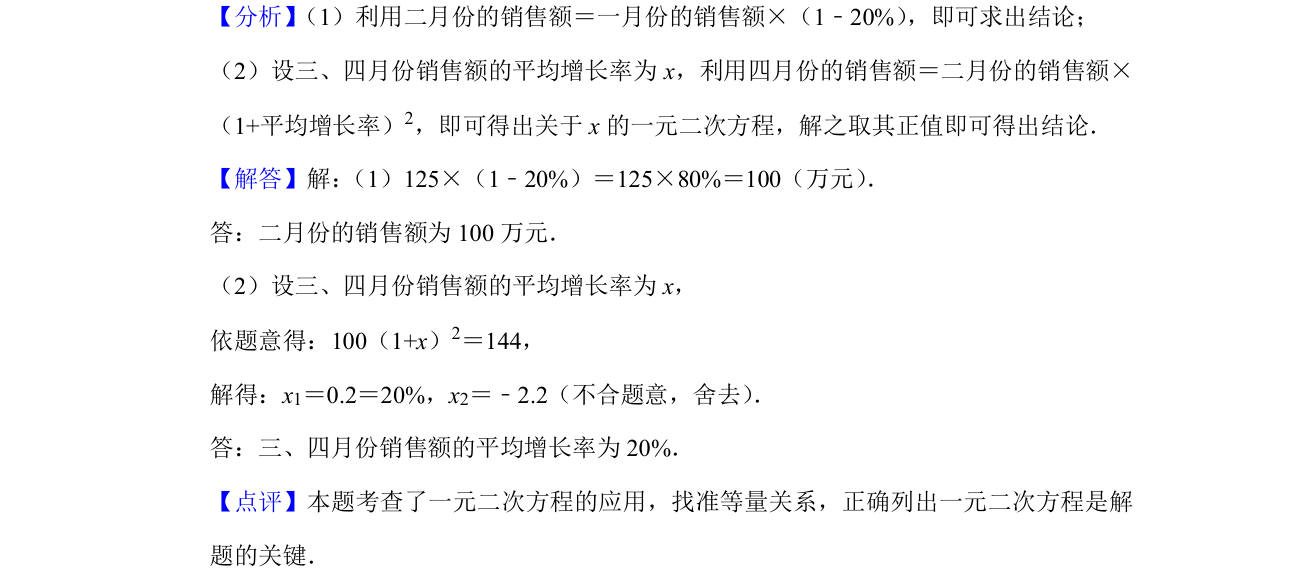 【分析】（1）利用二月份的销售额＝一月份的销售额×（1﹣20%），即可求出结论；
（2）设三、四月份销售额的平均增长率为 x，利用四月份的销售额＝二月份的销售额×
（1+平均增长率）2，即可得出关于 x 的一元二次方程，解之取其正值即可得出结论．
【解答】解：（1）125×（1﹣20%）＝125×80%＝100（万元）．
答：二月份的销售额为 100 万元．
（2）设三、四月份销售额的平均增长率为 x，
依题意得：100（1+x）2＝144，
解得：x1＝0.2＝20%，x2＝﹣2.2（不合题意，舍去）．
答：三、四月份销售额的平均增长率为 20%．
【点评】本题考查了一元二次方程的应用，找准等量关系，正确列出一元二次方程是解
题的关键．